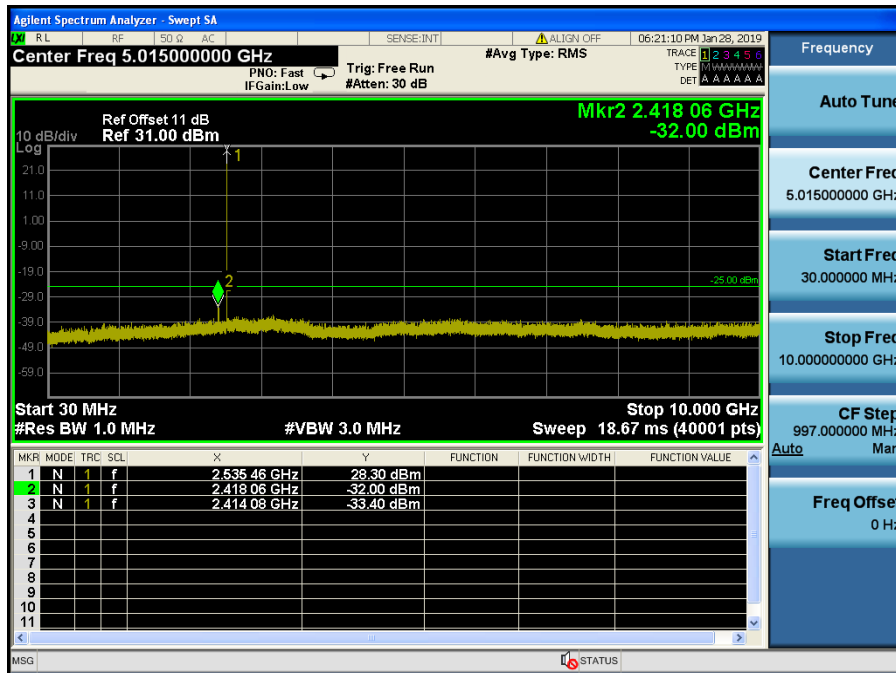 Agilent Spectrum Analyzer - Swept SA
LXI RL RF 50 Ω AC SENSE:INT ALIGN OFF 06:21:10 PM Jan 28, 2019
Center Freq 5.015000000 GHz
PNO: Fast
IFGain:Low
Trig: Free Run
#Atten: 30 dB
#Avg Type: RMS
TRACE 1 2 3 4 5 6
TYPE M WWWWW
DET A A A A A A
Frequency
Auto Tune
Center Freq
5.015000000 GHz
Start Freq
30.000000 MHz
Stop Freq
10.000000000 GHz
CF Step
997.000000 MHz
Auto Man
Freq Offset
0 Hz
Mkr2 2.418 06 GHz
-32.00 dBm
Ref Offset 11 dB
10 dB/div Ref 31.00 dBm
Log
21.0
11.0
1.00
-9.00
-19.0
-29.0
-39.0
-49.0
-59.0
1
2
-25.00 dBm
Start 30 MHz Stop 10.000 GHz
#Res BW 1.0 MHz #VBW 3.0 MHz Sweep 18.67 ms (40001 pts)
MKR MODE TRC SCL X Y FUNCTION FUNCTION WIDTH FUNCTION VALUE
1 N 1 f 2.535 46 GHz 28.30 dBm
2 N 1 f 2.418 06 GHz -32.00 dBm
3 N 1 f 2.414 08 GHz -33.40 dBm
4
5
6
7
8
9
10
11
MSG STATUS